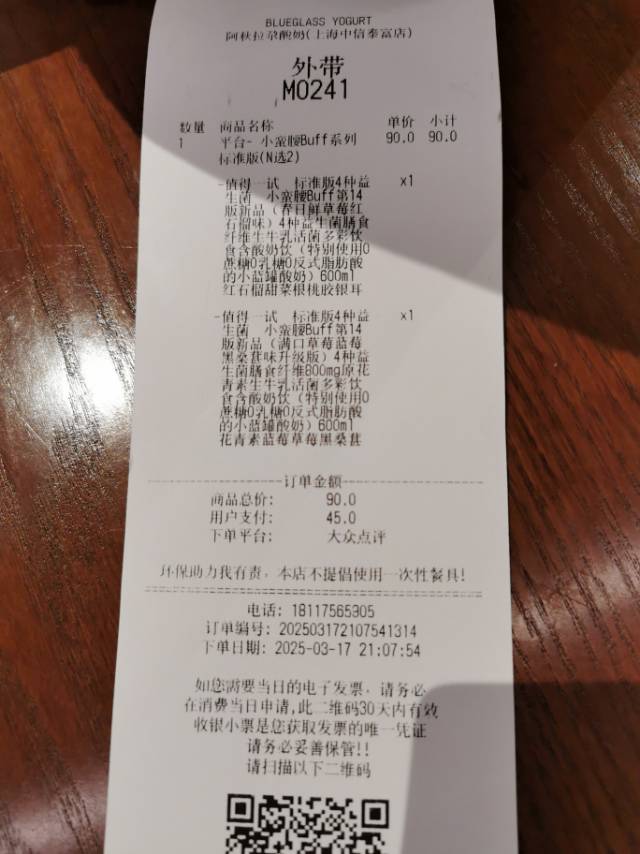 BLUEGLASS YOGURT
阿秋拉尕酸奶(上海中信泰富店)
外带
M0241
数量 商品名称 单价 小计
1 平台- 小蛮腰Buff系列 90.0 90.0
标准版(N选2)
-值得一试 标准版4种益 x1
生菌 小蛮腰Buff第14
版新品（春日鲜草莓红
石榴味）4种益生菌膳食
纤维生牛乳活菌多彩饮
食含酸奶饮（特别使用0
蔗糖0乳糖0反式脂肪酸
的小蓝罐酸奶）600ml
红石榴甜菜根桃胶银耳
-值得一试 标准版4种益 x1
生菌 小蛮腰Buff第14
版新品（满口草莓蓝莓
黑桑葚味升级版）4种益
生菌膳食纤维800mg原花
青素生牛乳活菌多彩饮
食含酸奶饮（特别使用0
蔗糖0乳糖0反式脂肪酸
的小蓝罐酸奶）600ml
花青素蓝莓草莓黑桑葚
订单金额
商品总价: 90.0
用户支付: 45.0
下单平台: 大众点评
环保助力我有责，本店不提倡使用一次性餐具!
电话: 18117565905
订单编号: 202503172107541314
下单日期: 2025-03-17 21:07:54
如您需要当日的电子发票，请务必
在消费当日申请,此二维码30天内有效
收银小票是您获取发票的唯一凭证
请务必妥善保管!!
请扫描以下二维码